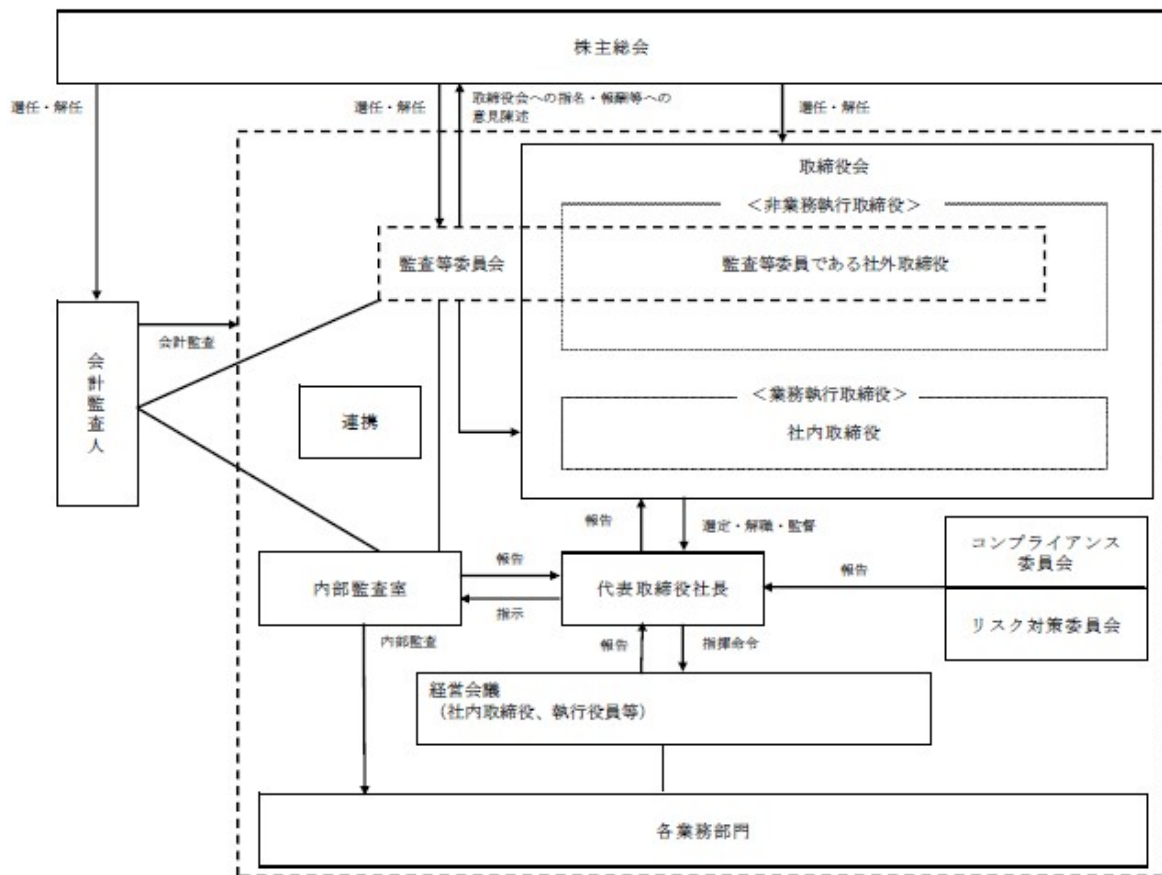 株主総会
選任・解任
選任・解任
取締役会への指名・報酬等への
意見陳述
選任・解任
取締役会
＜非業務執行取締役＞
監査等委員会
監査等委員である社外取締役
会計監査
会計監査人
連携
＜業務執行取締役＞
社内取締役
報告
選定・解職・監督
コンプライアンス
委員会
内部監査室
報告
指示
代表取締役社長
報告
リスク対策委員会
内部監査
報告
指揮命令
経営会議
（社内取締役、執行役員等）
各業務部門